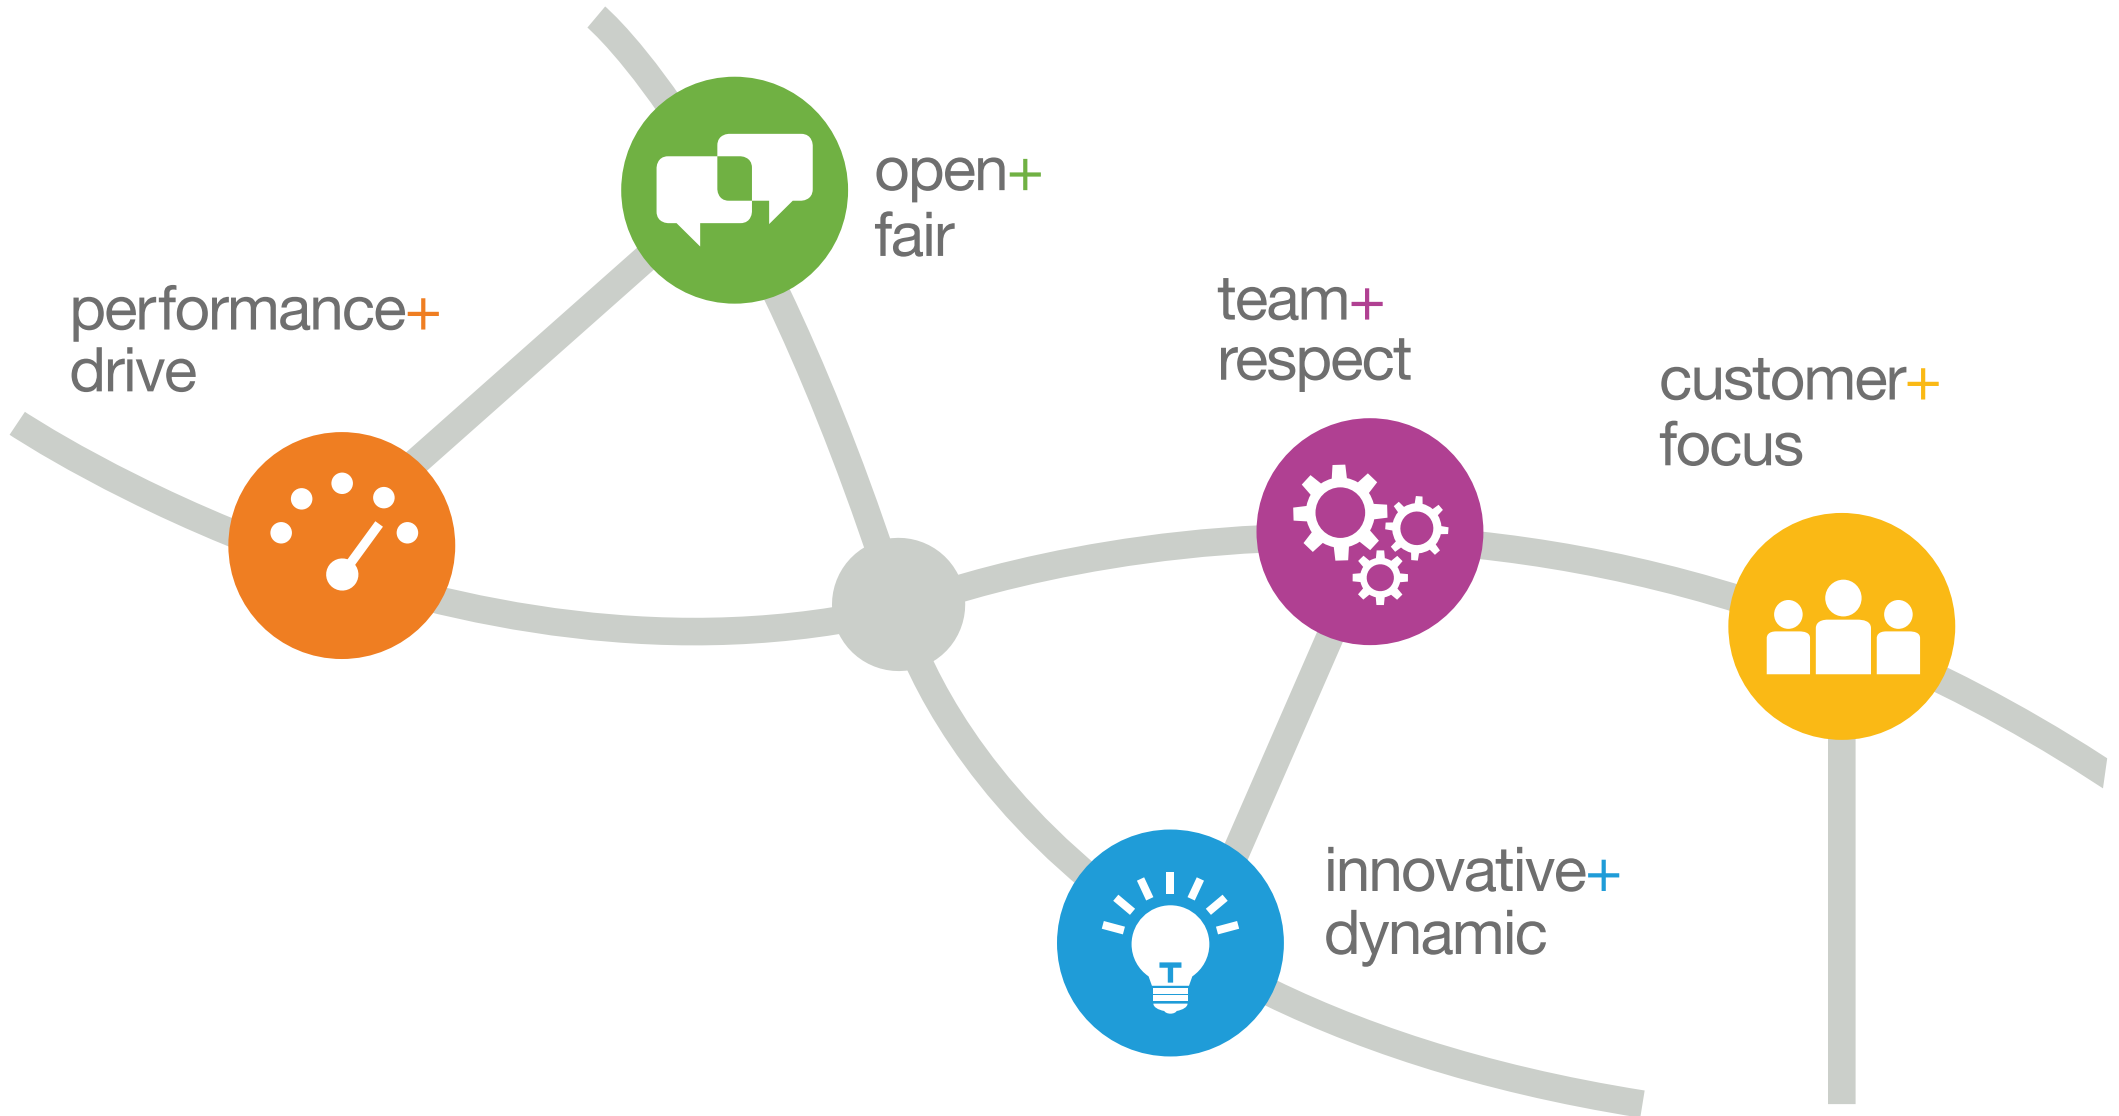 open+
fair
performance+
drive
team+
respect
customer+
focus
innovative+
dynamic